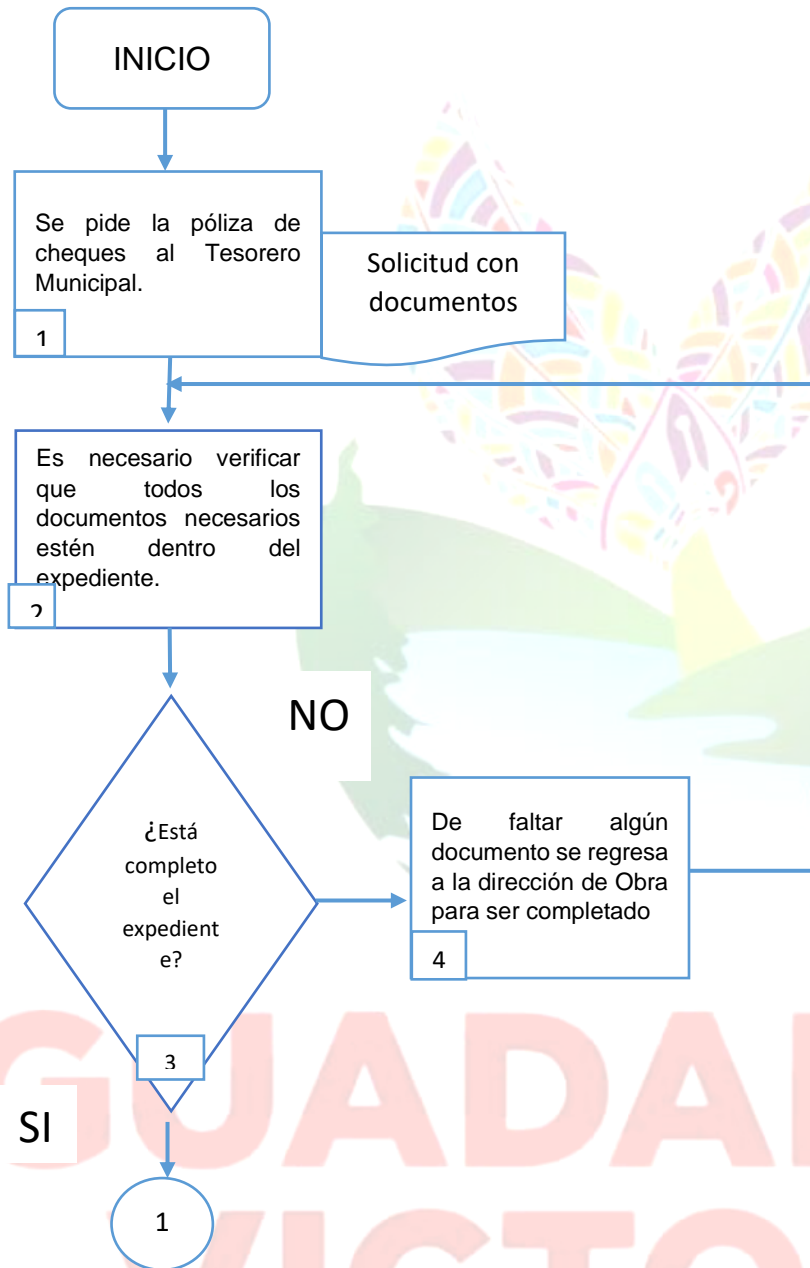 INICIO
Se pide la póliza de
cheques al Tesorero
Municipal.
1
Solicitud con
documentos
Es necesario verificar
que todos los
documentos necesarios
estén dentro del
expediente.
2
NO
¿Está
completo
el
expedient
e?
3
De faltar algún
documento se regresa
a la dirección de Obra
para ser completado
4
SI
1
GUADA